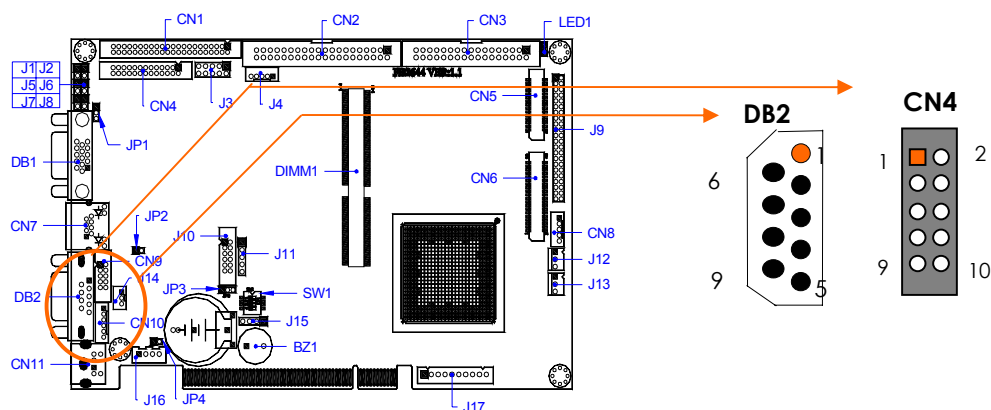 CN1
CN2
CN3
LED1
J1 J2
J5 J6
J7 J8
CN4
J3
J4
CN5
J9
JP1
DB1
DIMM1
CN6
CN7
JP2
J10
J11
CN8
CN9
J12
J14
DB2
JP3
SW1
J13
CN10
J15
BZ1
CN11
J16
JP4
J17
DB2
1
6
9
5
CN4
1
2
9
10